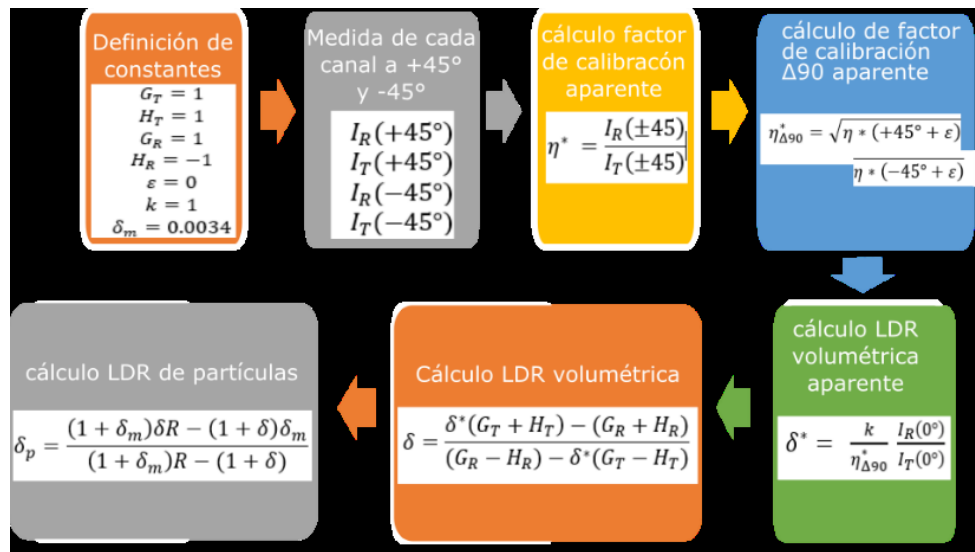 Definición de
constantes
G_T = 1
H_T = 1
G_R = 1
H_R = −1
ε = 0
k = 1
δ_m = 0.0034
Medida de cada
canal a +45°
y -45°
I_R(+45°)
I_T(+45°)
I_R(−45°)
I_T(−45°)
cálculo factor
de calibracón
aparente
η* = I_R(±45) / I_T(±45)
cálculo de factor
de calibración
Δ90 aparente
η*_Δ90 = √η * (+45° + ε)
η * (−45° + ε)
cálculo LDR
volumétrica
aparente
δ* = k / η*_Δ90 I_R(0°) / I_T(0°)
Cálculo LDR volumétrica
δ = δ*(G_T + H_T) − (G_R + H_R) / (G_R − H_R) − δ*(G_T − H_T)
cálculo LDR de partículas
δ_p = (1 + δ_m)δR − (1 + δ)δ_m / (1 + δ_m)R − (1 + δ)